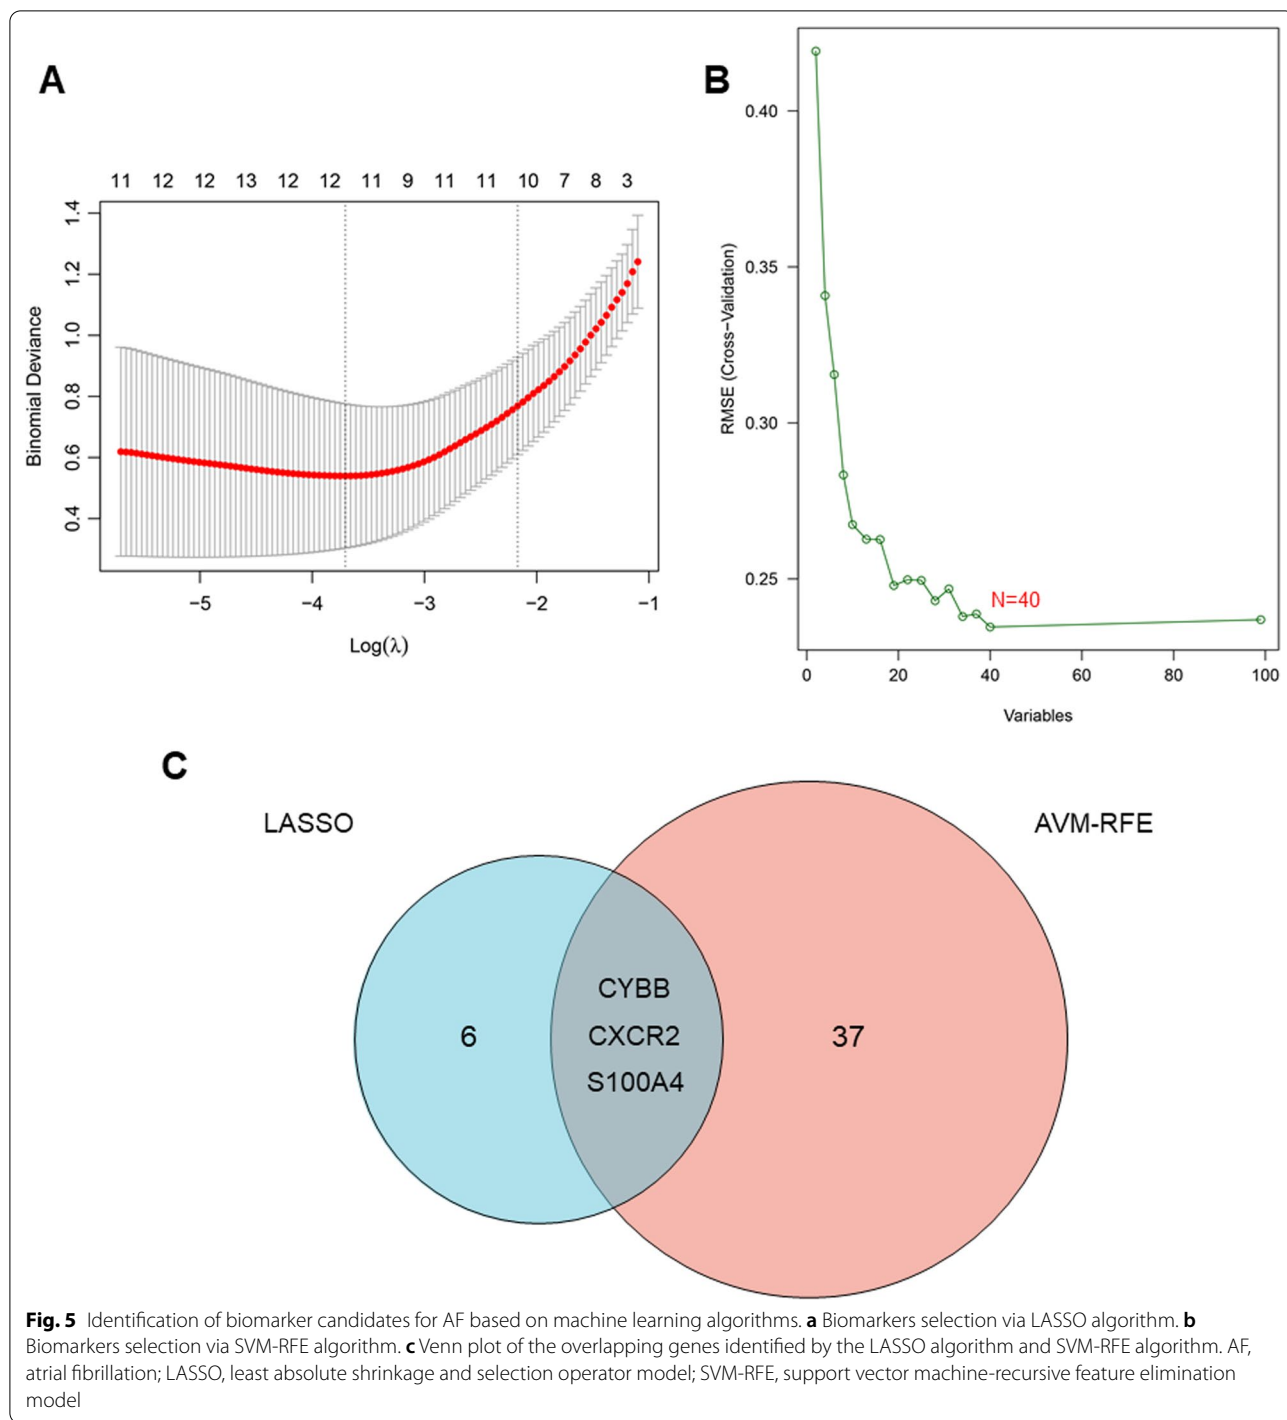 A
11 12 12 13 12 12 11 9 11 11 10 7 8 3
1.4
1.2
1.0
0.8
0.6
0.4
Binomial Deviance
−5 −4 −3 −2 −1
Log(λ)
B
0.40
0.35
0.30
0.25
RMSE (Cross−Validation)
N=40
0 20 40 60 80 100
Variables
C
LASSO
AVM-RFE
CYBB
6
CXCR2
37
S100A4
Fig. 5 Identification of biomarker candidates for AF based on machine learning algorithms. a Biomarkers selection via LASSO algorithm. b
Biomarkers selection via SVM-RFE algorithm. c Venn plot of the overlapping genes identified by the LASSO algorithm and SVM-RFE algorithm. AF,
atrial fibrillation; LASSO, least absolute shrinkage and selection operator model; SVM-RFE, support vector machine-recursive feature elimination
model